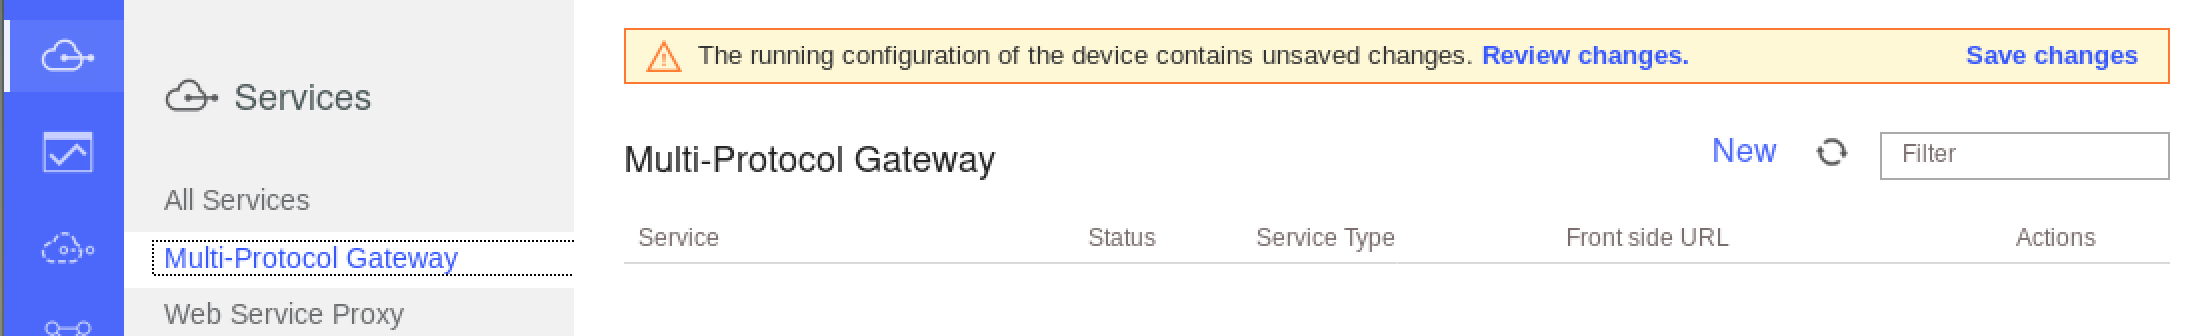 The running configuration of the device contains unsaved changes. Review changes. Save changes
Services
All Services
Multi-Protocol Gateway
Web Service Proxy
Multi-Protocol Gateway
New
Filter
Service Status Service Type Front side URL Actions